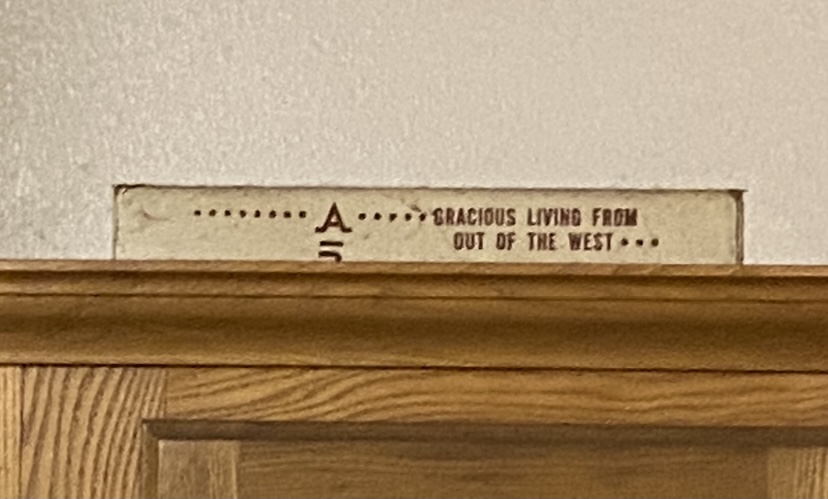 ........A.....GRACIOUS LIVING FROM
OUT OF THE WEST...